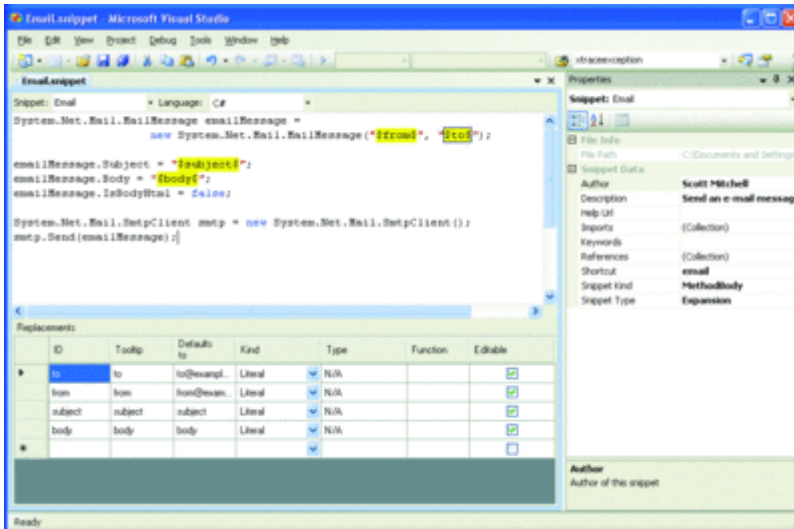 Email.snippet - Microsoft Visual Studio
File Edit View Project Debug Tools Window Help
xtraceexception
Email.snippet
Snippet: Email Language: C#
System.Net.Mail.MailMessage emailMessage =
new System.Net.Mail.MailMessage("$from$", "$to$");
emailMessage.Subject = "$subject$";
emailMessage.Body = "$body$";
emailMessage.IsBodyHtml = false;
System.Net.Mail.SmtpClient smtp = new System.Net.Mail.SmtpClient();
smtp.Send(emailMessage);
Replacements
ID Tooltip Defaults to Kind Type Function Editable
to to to@exampl... Literal N/A
from from from@exam... Literal N/A
subject subject subject Literal N/A
body body body Literal N/A
Properties
Snippet: Email
File Info
File Path C:\Documents and Settings
Snippet Data
Author Scott Mitchell
Description Send an e-mail messag
Help Url
Imports (Collection)
Keywords
References (Collection)
Shortcut email
Snippet Kind MethodBody
Snippet Type Expansion
Author
Author of this snippet
Ready